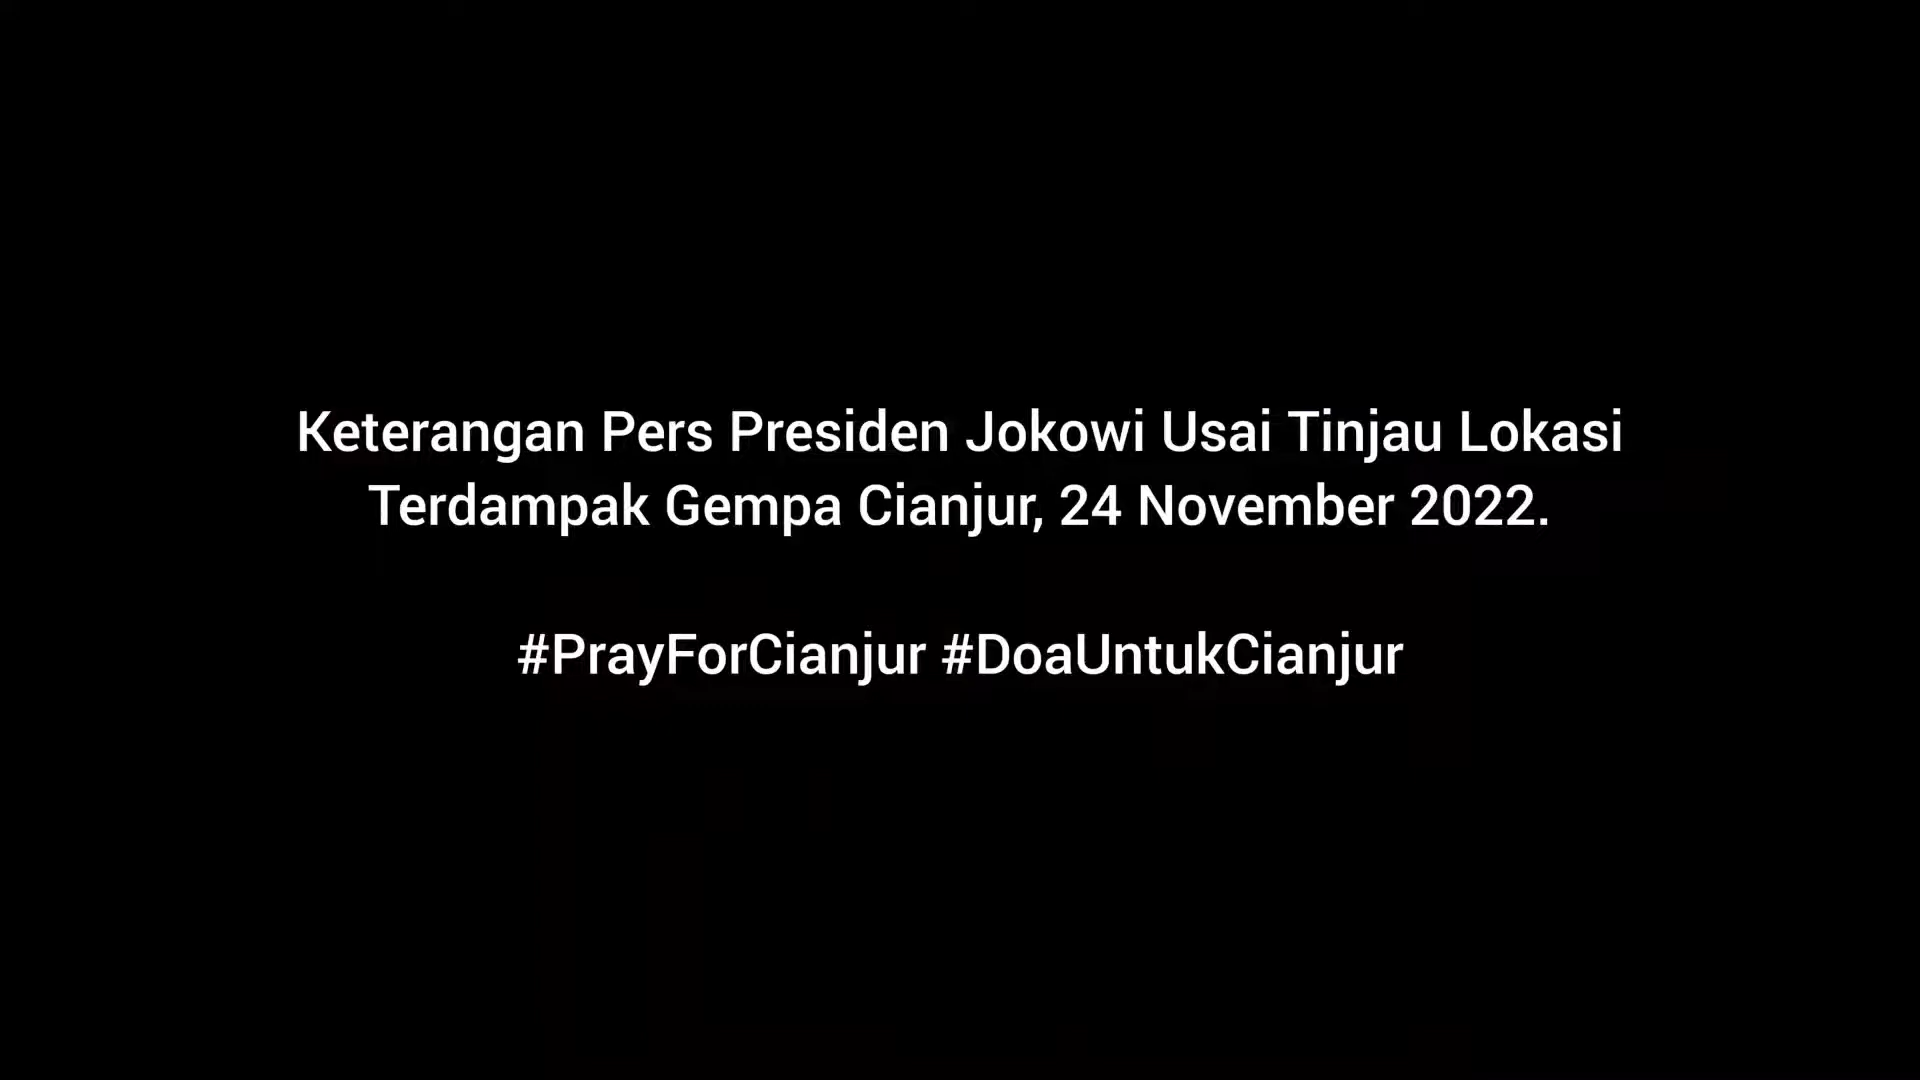 Keterangan Pers Presiden Jokowi Usai Tinjau Lokasi
Terdampak Gempa Cianjur, 24 November 2022.
#PrayForCianjur #DoaUntukCianjur